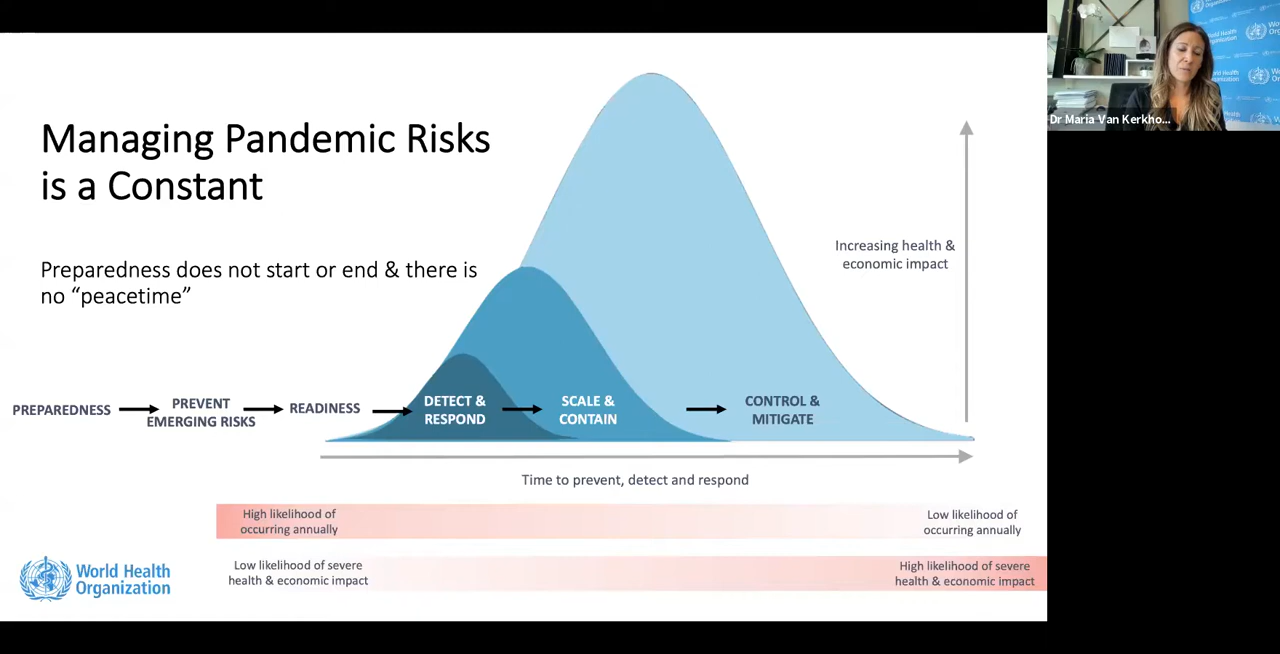 Managing Pandemic Risks
is a Constant
Preparedness does not start or end & there is
no “peacetime”
Increasing health &
economic impact
PREPAREDNESS
PREVENT
EMERGING RISKS
READINESS
DETECT &
RESPOND
SCALE &
CONTAIN
CONTROL &
MITIGATE
Time to prevent, detect and respond
High likelihood of
occurring annually
Low likelihood of
occurring annually
Low likelihood of severe
health & economic impact
High likelihood of severe
health & economic impact
World Health
Organization
Dr Maria Van Kerkho...
World Health
Organization